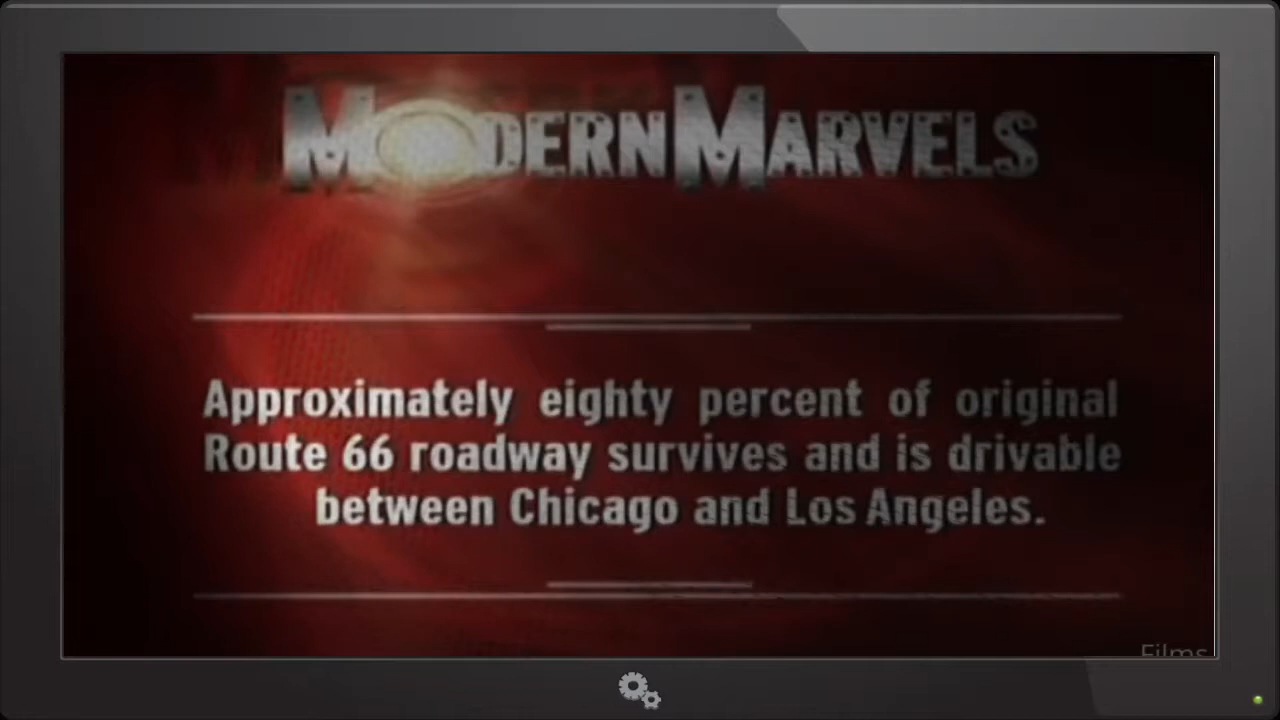 MODERN MARVELS
Approximately eighty percent of original
Route 66 roadway survives and is drivable
between Chicago and Los Angeles.
Films